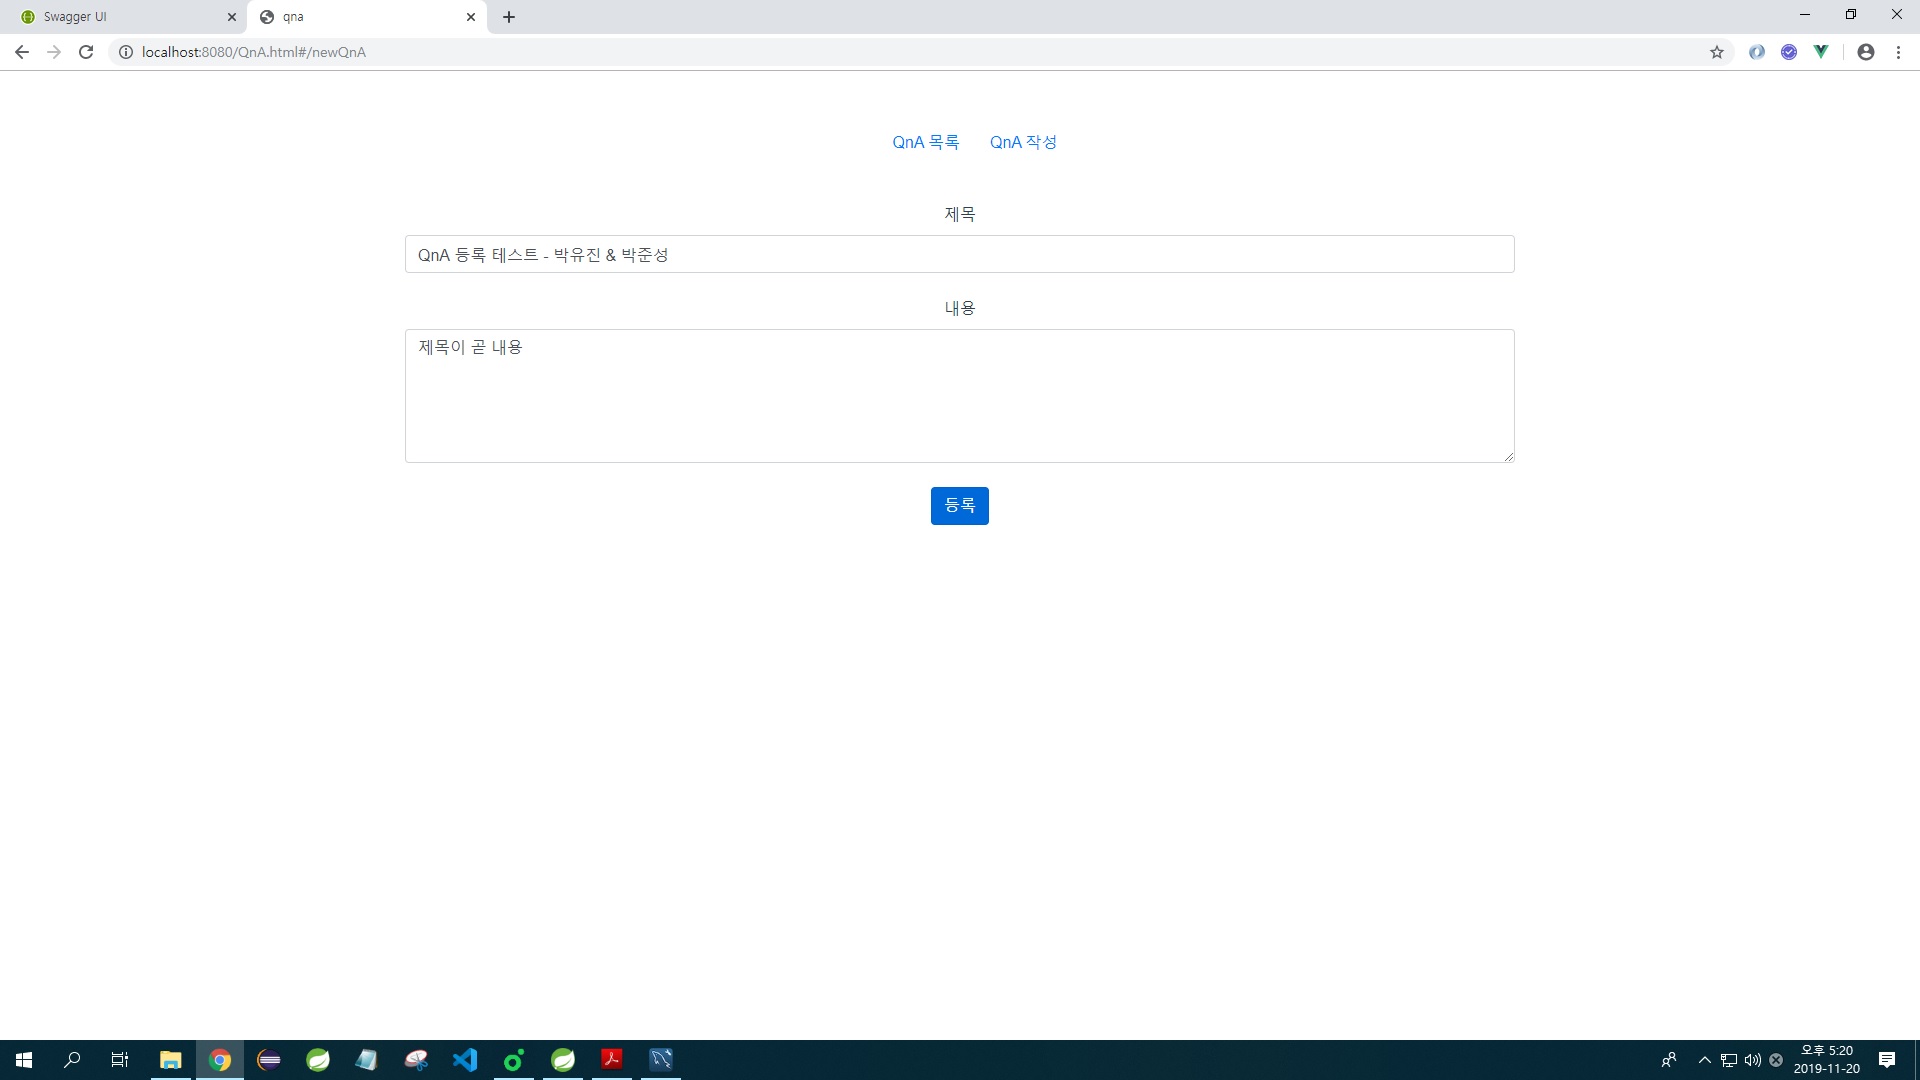 Swagger UI
qna
localhost:8080/QnA.html#/newQnA
QnA 목록 QnA 작성
제목
QnA 등록 테스트 - 박유진 & 박준성
내용
제목이 곧 내용
등록
오후 5:20
2019-11-20